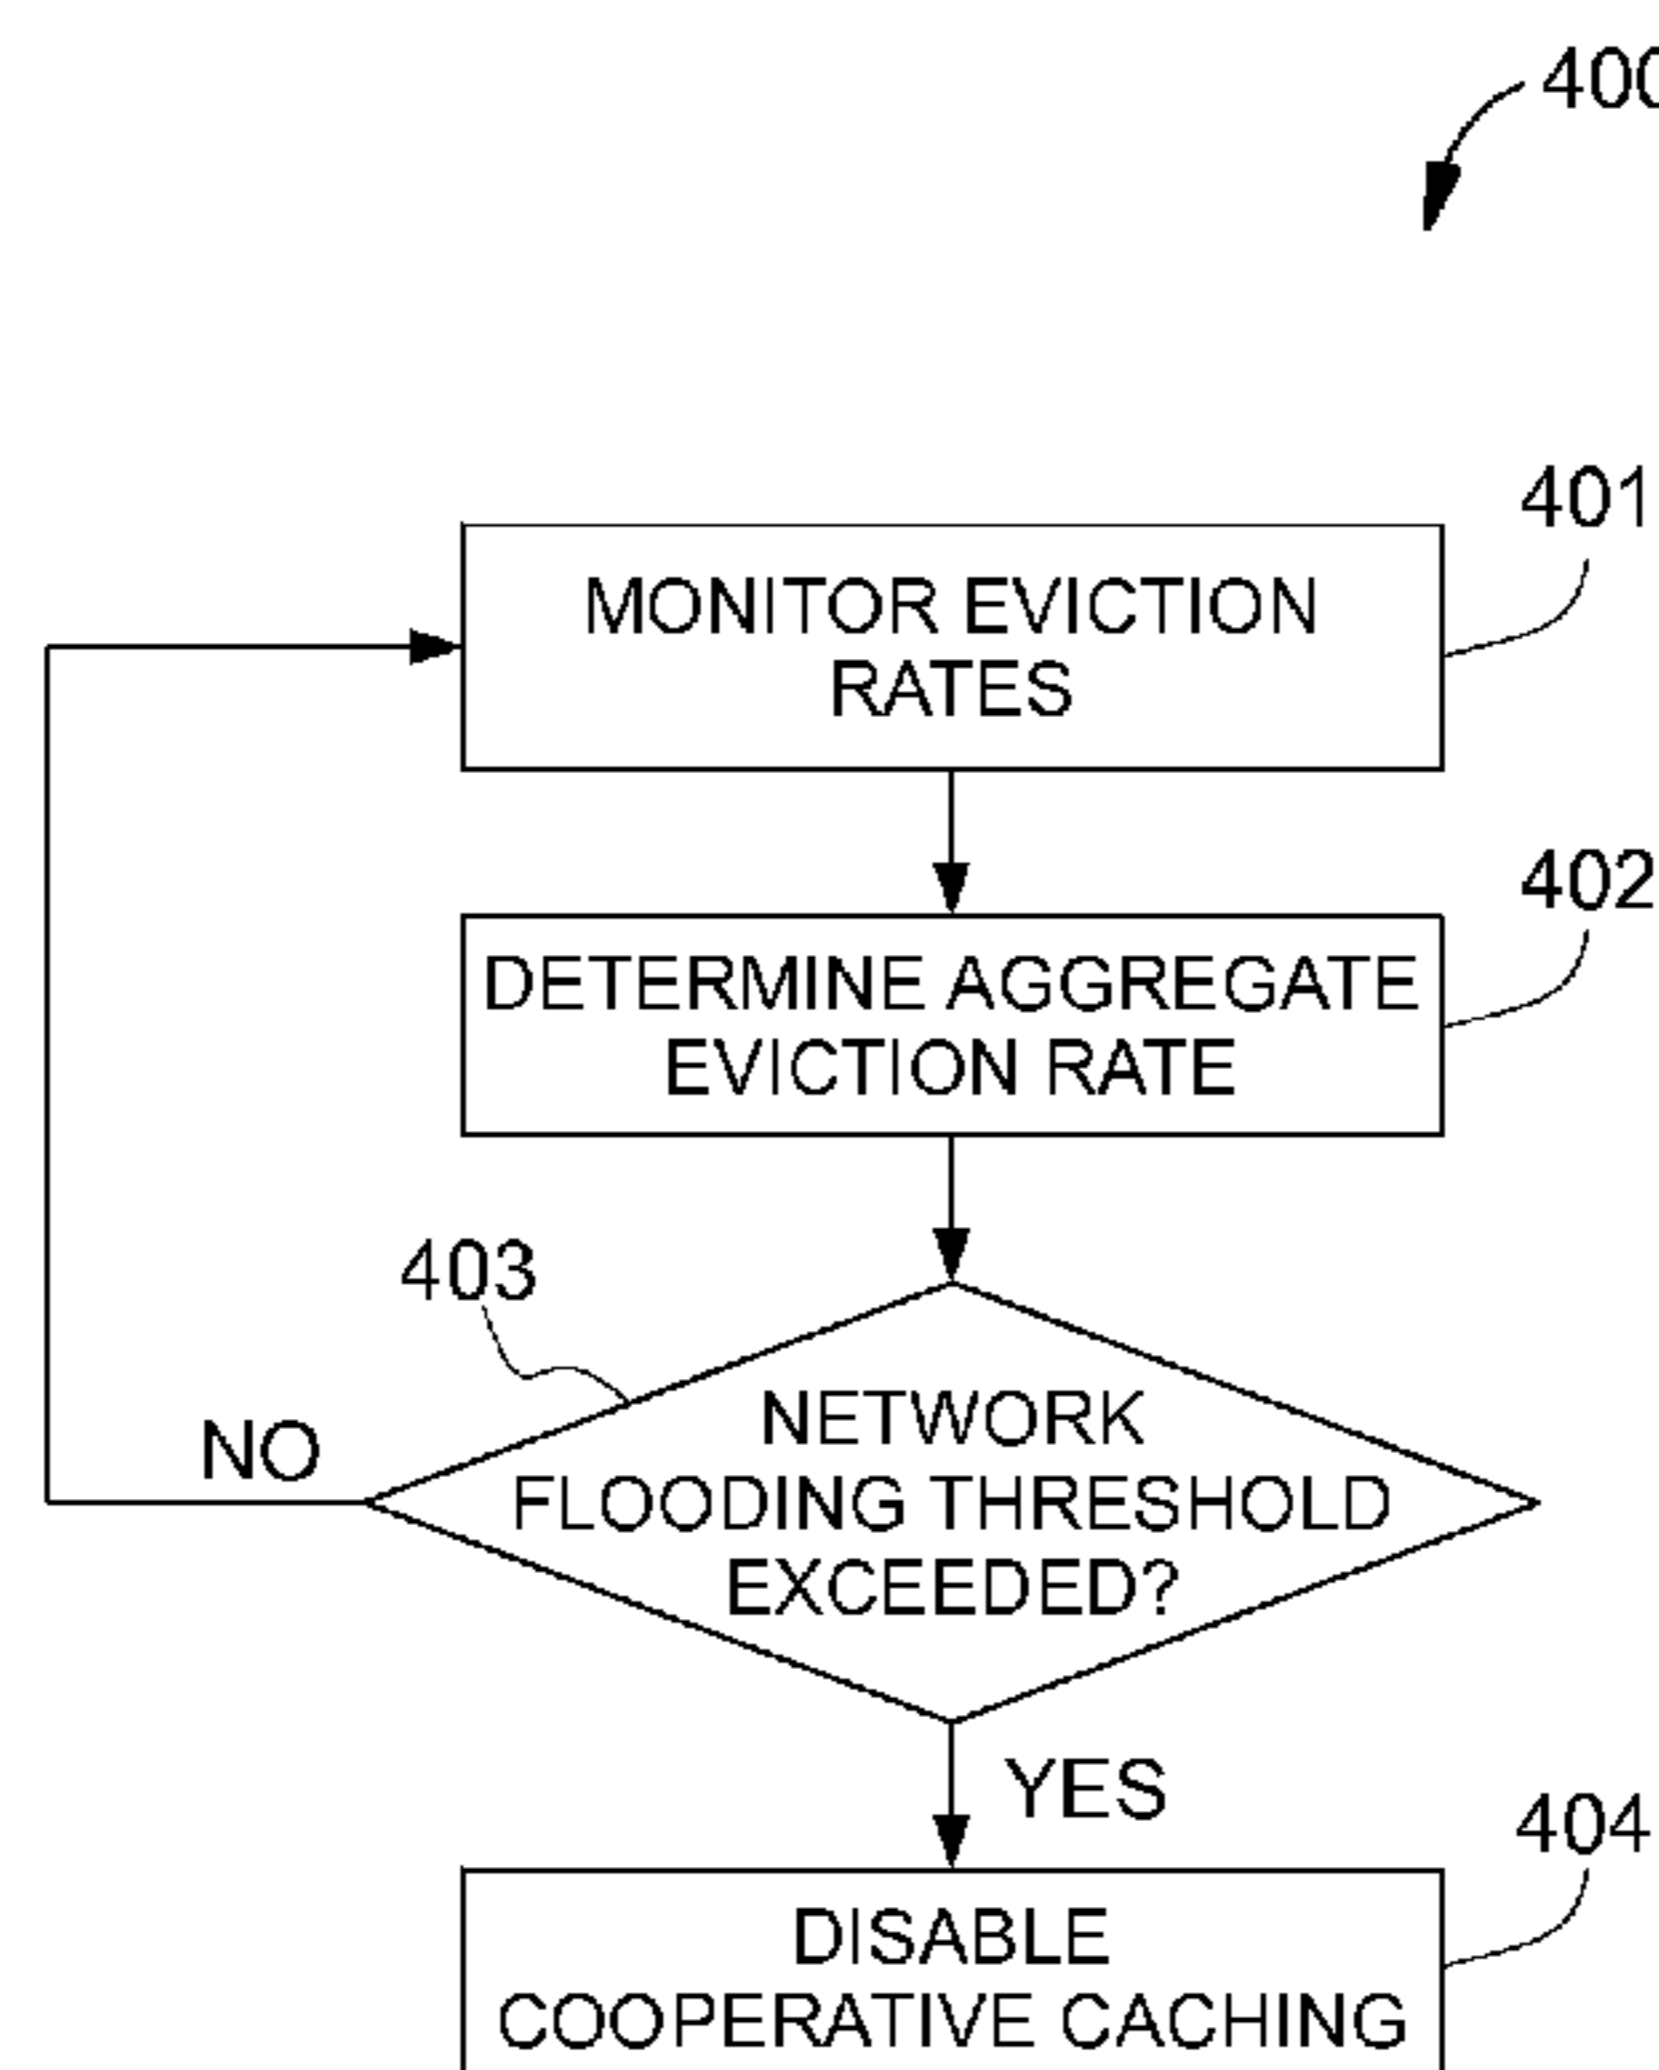 400
401
MONITOR EVICTION
RATES
402
DETERMINE AGGREGATE
EVICTION RATE
403
NETWORK
FLOODING THRESHOLD
EXCEEDED?
NO
YES
404
DISABLE
COOPERATIVE CACHING